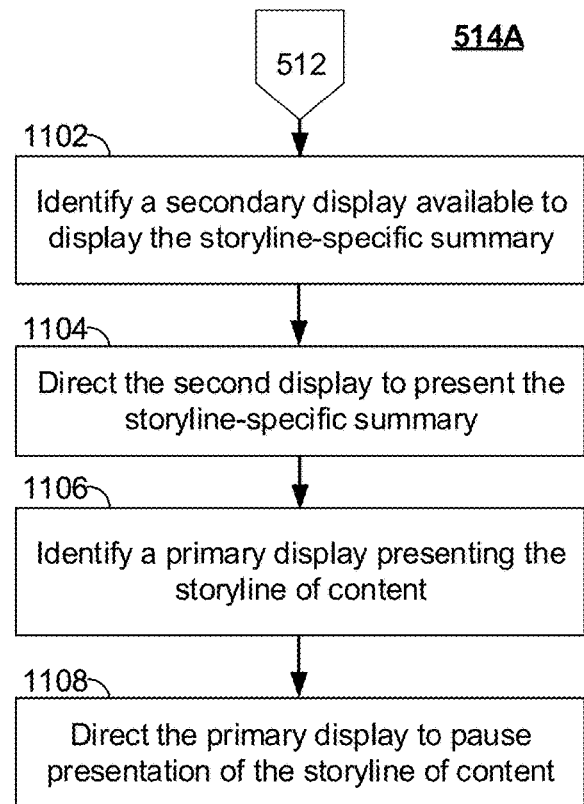 514A
512
1102
Identify a secondary display available to
display the storyline-specific summary
1104
Direct the second display to present the
storyline-specific summary
1106
Identify a primary display presenting the
storyline of content
1108
Direct the primary display to pause
presentation of the storyline of content